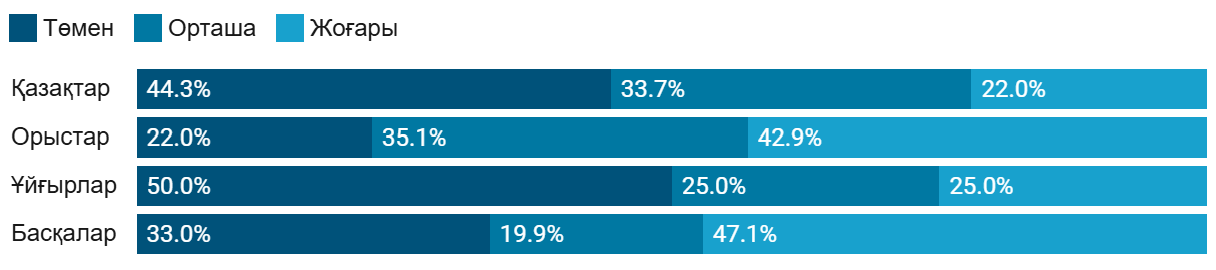 Төмен Орташа Жоғары
Қазақтар 44.3% 33.7% 22.0%
Орыстар 22.0% 35.1% 42.9%
Ұйғырлар 50.0% 25.0% 25.0%
Басқалар 33.0% 19.9% 47.1%